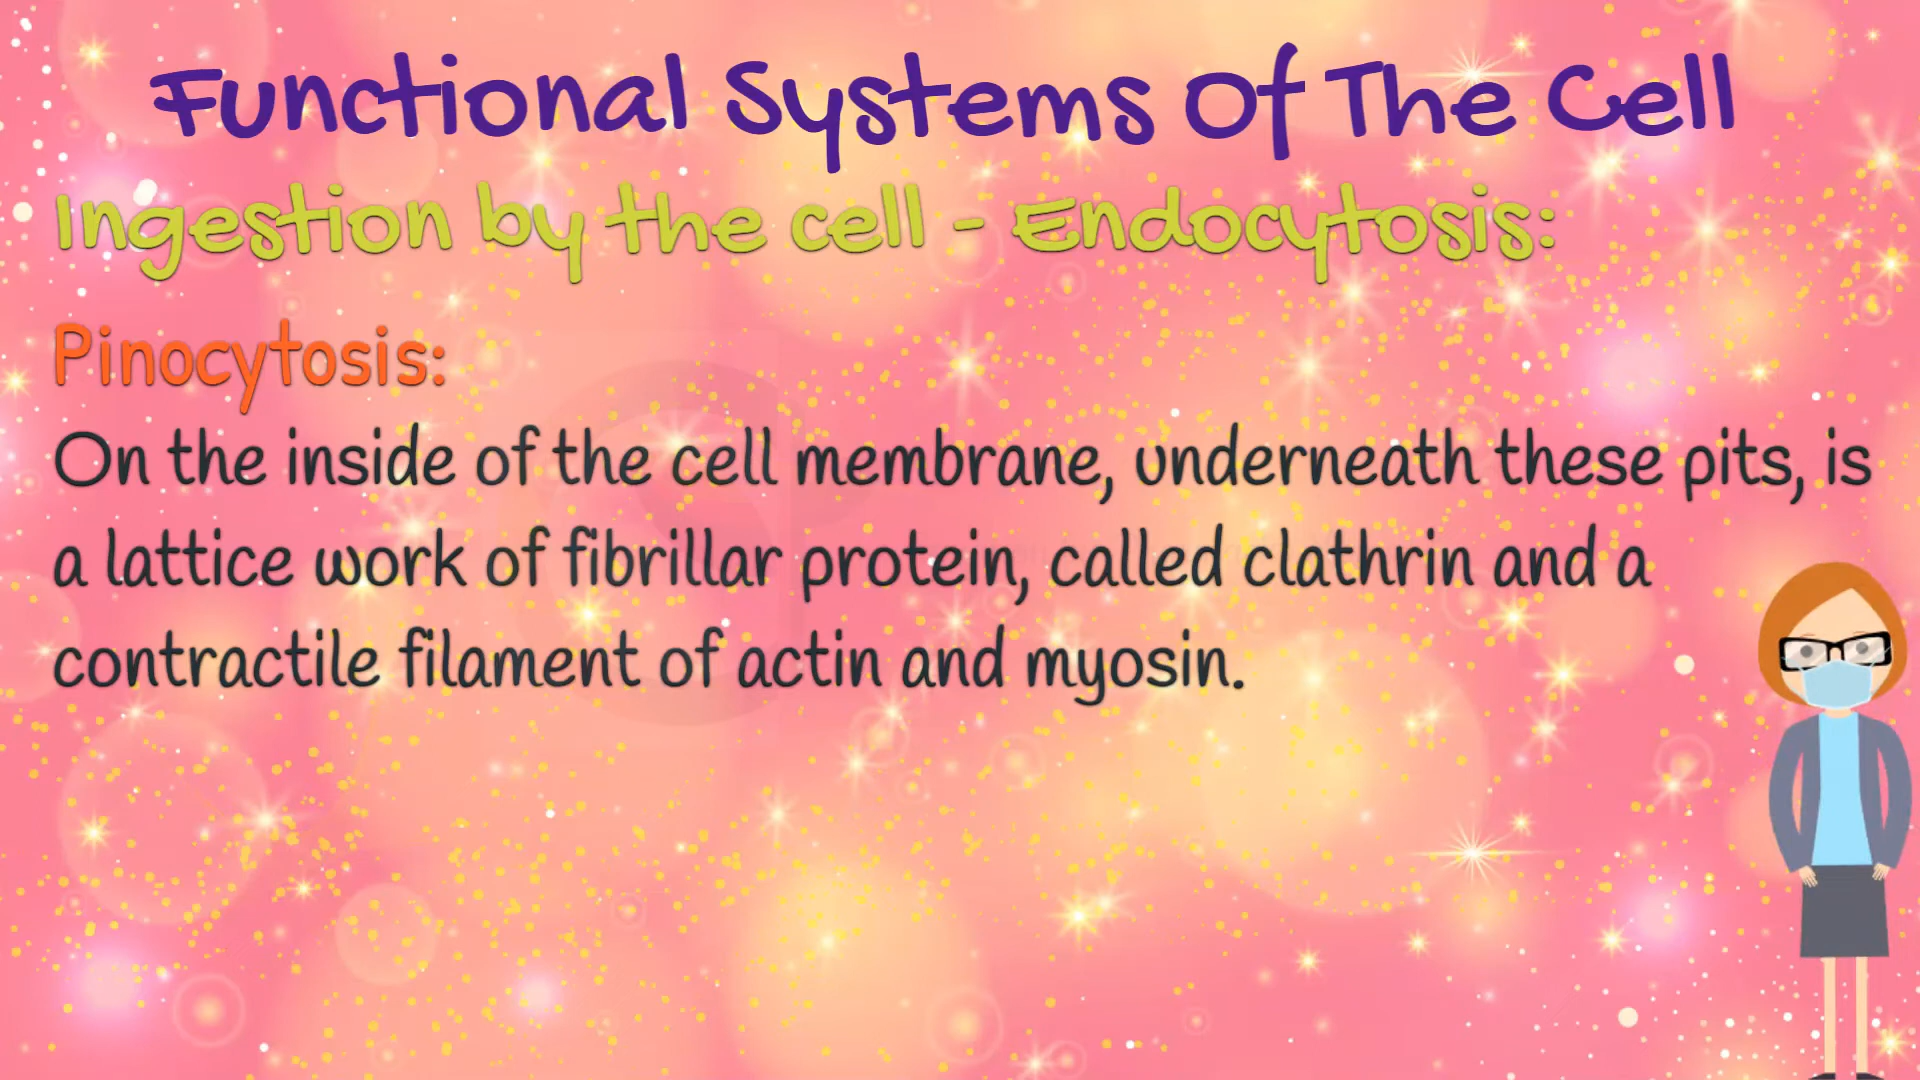 Functional Systems Of The Cell
Ingestion by the cell - Endocytosis:
Pinocytosis:
On the inside of the cell membrane, underneath these pits, is
a lattice work of fibrillar protein, called clathrin and a
contractile filament of actin and myosin.